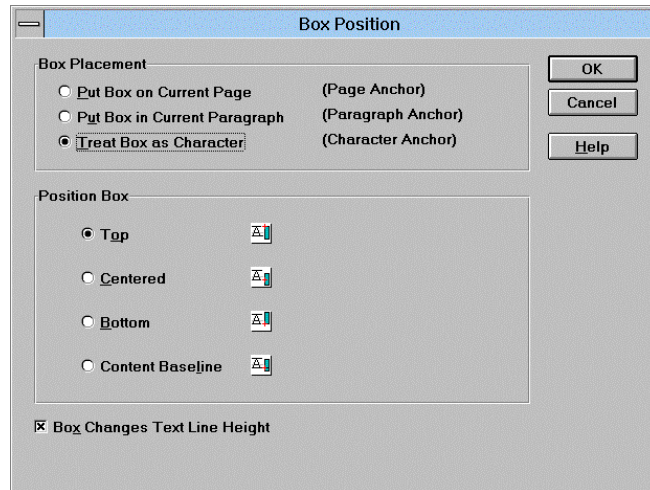 Box Position
Box Placement
Put Box on Current Page (Page Anchor)
Put Box in Current Paragraph (Paragraph Anchor)
Treat Box as Character (Character Anchor)
OK
Cancel
Help
Position Box
Top
Centered
Bottom
Content Baseline
Box Changes Text Line Height